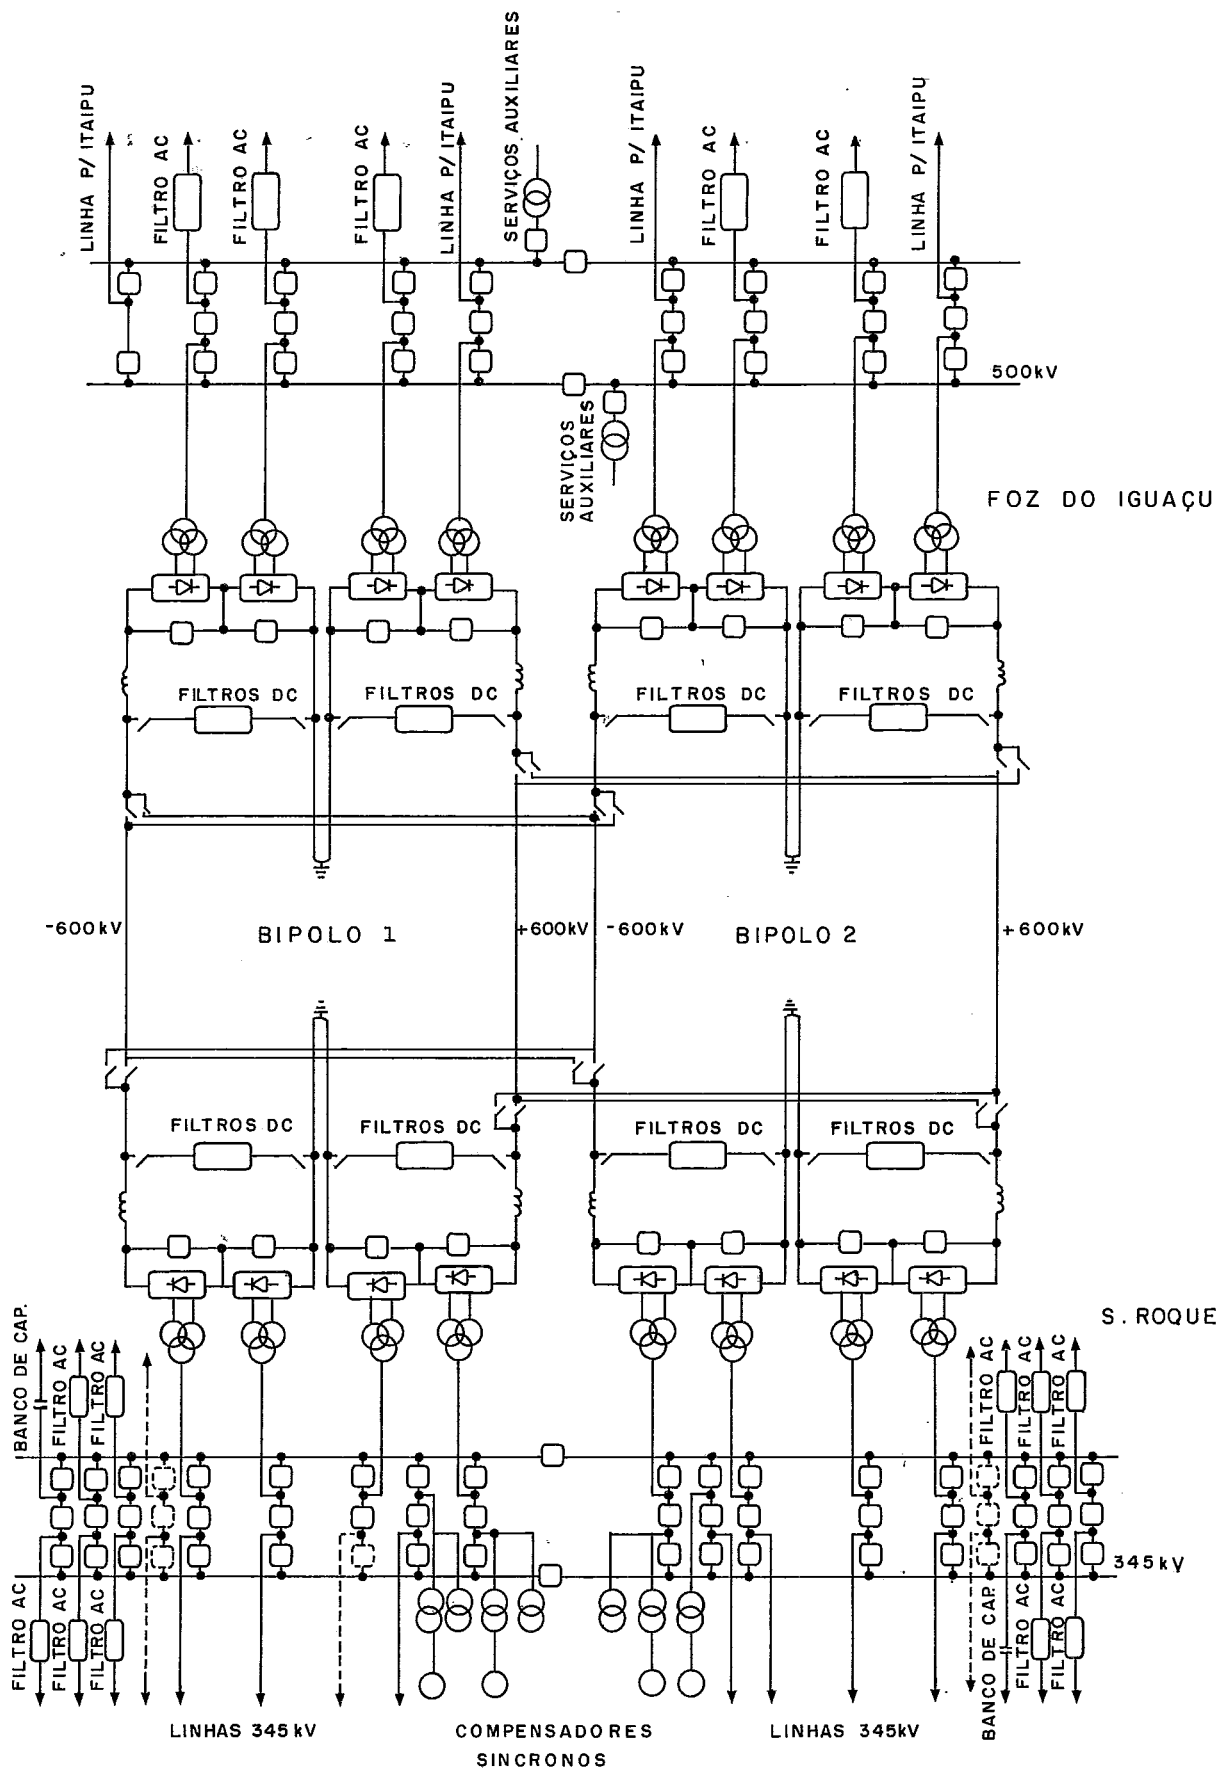 LINHA P/ ITAIPU
FILTRO AC
FILTRO AC
FILTRO AC
LINHA P/ ITAIPU
SERVIÇOS AUXILIARES
LINHA P/ ITAIPU
FILTRO AC
FILTRO AC
LINHA P/ ITAIPU
500kV
SERVIÇOS
AUXILIARES
FOZ DO IGUAÇU
FILTROS DC
FILTROS DC
FILTROS DC
FILTROS DC
-600kV
BIPOLO 1
+600kV
-600kV
BIPOLO 2
+600kV
FILTROS DC
FILTROS DC
FILTROS DC
FILTROS DC
S. ROQUE
BANCO DE CAP.
FILTRO AC
FILTRO AC
FILTRO AC
FILTRO AC
FILTRO AC
345kV
FILTRO AC
FILTRO AC
FILTRO AC
BANCO DE CAP.
FILTRO AC
FILTRO AC
LINHAS 345kV
COMPENSADORES
SINCRONOS
LINHAS 345kV